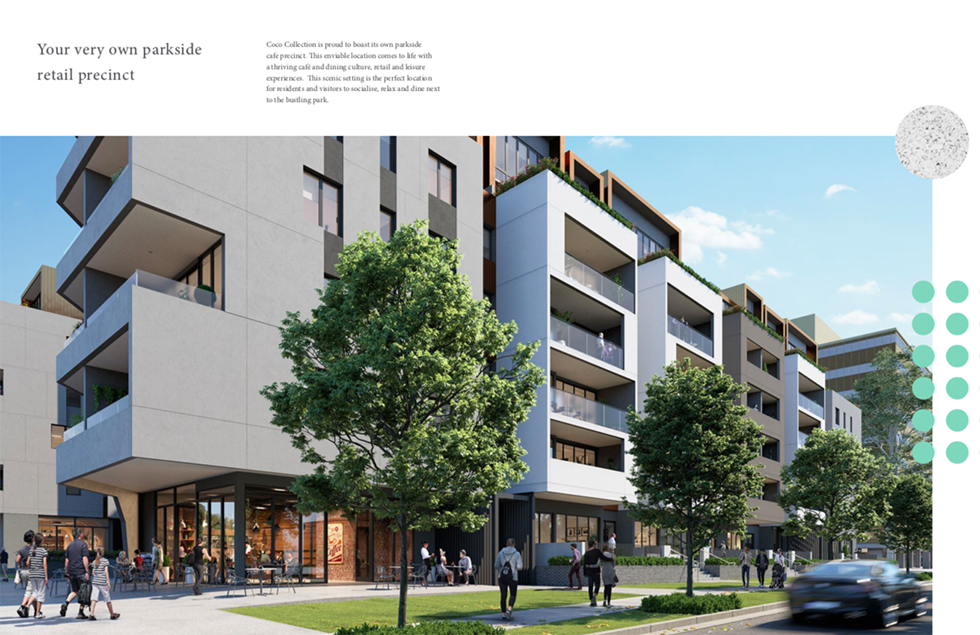 Your very own parkside
retail precinct
Coco Collection is proud to boast its own parkside
cafe precinct. This enviable location comes to life with
a thriving café and dining culture, retail and leisure
experiences. This scenic setting is the perfect location
for residents and visitors to socialise, relax and dine next
to the bustling park.
coffee